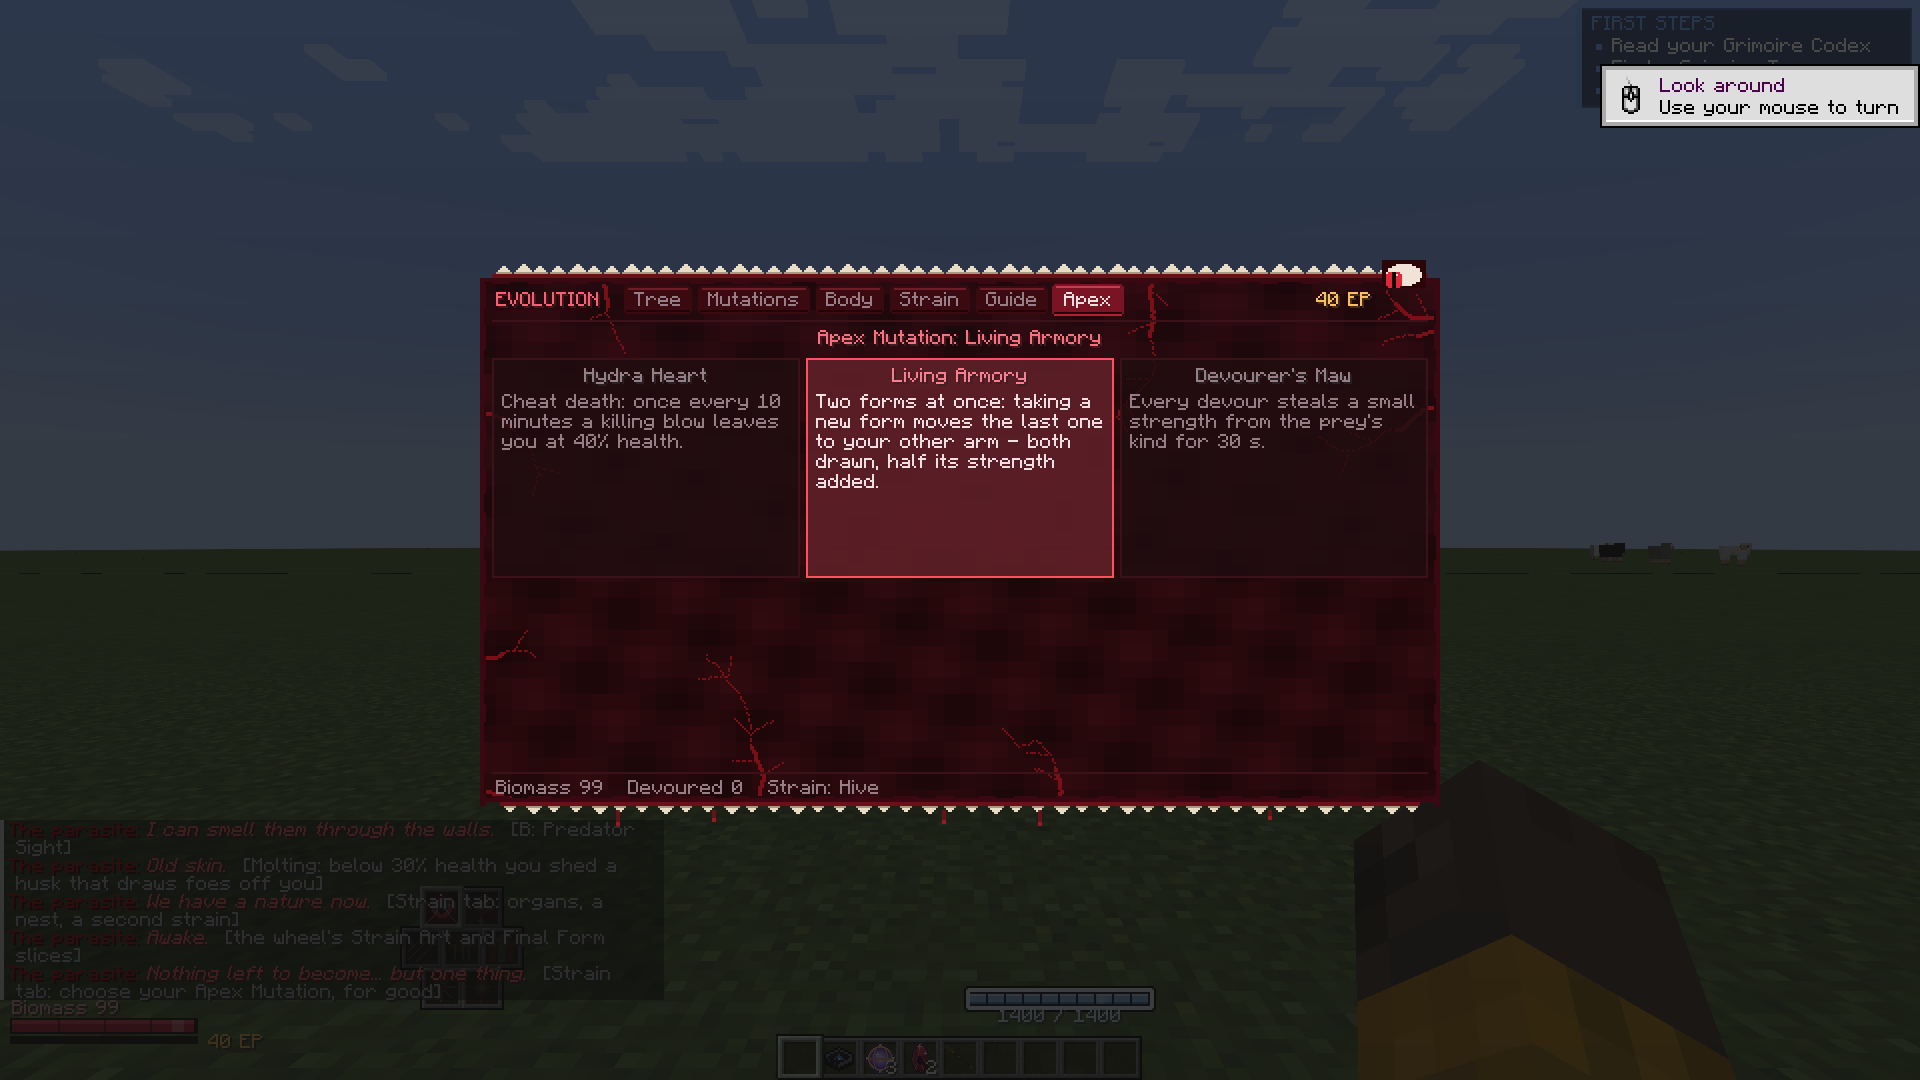 FIRST STEPS
Read your Grimoire Codex
Look around
Use your mouse to turn
EVOLUTION Tree Mutations Body Strain Guide Apex 40 EP
Apex Mutation: Living Armory
Hydra Heart
Cheat death: once every 10
minutes a killing blow leaves
you at 40% health.
Living Armory
Two forms at once: taking a
new form moves the last one
to your other arm – both
drawn, half its strength
added.
Devourer's Maw
Every devour steals a small
strength from the prey's
kind for 30 s.
Biomass 99 Devoured 0 Strain: Hive
The parasite: I can smell them through the walls. [B: Predator
Sight]
The parasite: Old skin. [Molting: below 30% health you shed a
husk that draws foes off you]
The parasite: We have a nature now. [Strain tab: organs, a
nest, a second strain]
The parasite: Awake. [the wheel's Strain Art and Final Form
slices]
The parasite: Nothing left to become... but one thing. [Strain
tab: choose your Apex Mutation, for good]
Biomass 99
40 EP
1400 / 1400
3
2